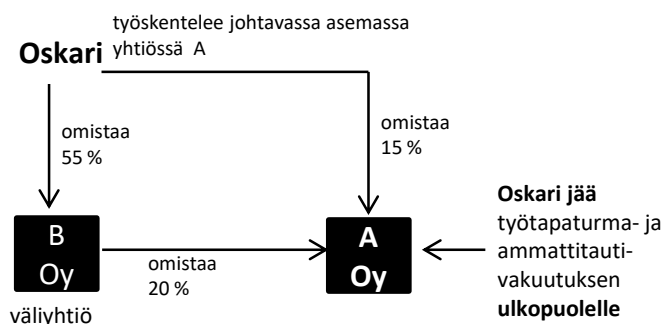 työskentelee johtavassa asemassa
Oskari yhtiössä A
omistaa
55 %
omistaa
15 %
B
Oy
väliyhtiö
omistaa
20 %
A
Oy
Oskari jää
työtapaturma- ja
ammattitauti-
vakuutuksen
ulkopuolelle